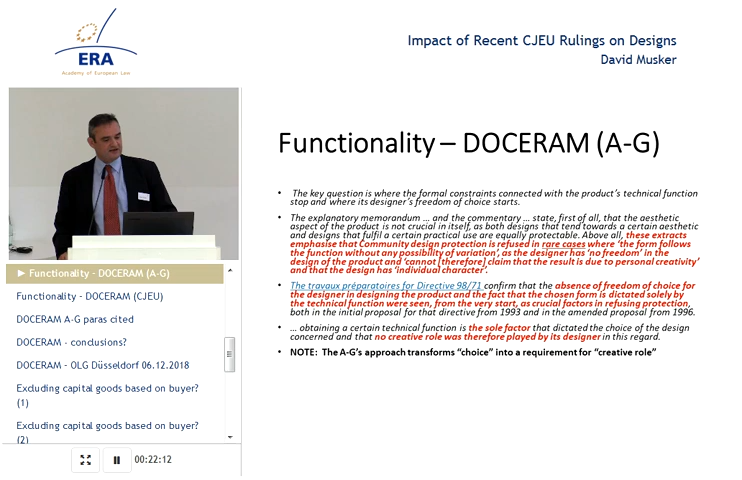 ERA
Academy of European Law
Impact of Recent CJEU Rulings on Designs
David Musker
► Functionality - DOCERAM (A-G)
Functionality - DOCERAM (CJEU)
DOCERAM A-G paras cited
DOCERAM - conclusions?
DOCERAM - OLG Düsseldorf 06.12.2018
Excluding capital goods based on buyer?
(1)
Excluding capital goods based on buyer?
(2)
00:22:12
Functionality – DOCERAM (A-G)
• The key question is where the formal constraints connected with the product's technical function
stop and where its designer's freedom of choice starts.
• The explanatory memorandum … and the commentary … state, first of all, that the aesthetic
aspect of the product is not crucial in itself, as both designs that tend towards a certain aesthetic
and designs that fulfil a certain practical use are equally protectable. Above all, these extracts
emphasise that Community design protection is refused in rare cases where 'the form follows
the function without any possibility of variation', as the designer has 'no freedom' in the
design of the product and 'cannot [therefore] claim that the result is due to personal creativity'
and that the design has 'individual character'.
• The travaux préparatoires for Directive 98/71 confirm that the absence of freedom of choice for
the designer in designing the product and the fact that the chosen form is dictated solely by
the technical function were seen, from the very start, as crucial factors in refusing protection,
both in the initial proposal for that directive from 1993 and in the amended proposal from 1996.
• … obtaining a certain technical function is the sole factor that dictated the choice of the design
concerned and that no creative role was therefore played by its designer in this regard.
• NOTE: The A-G's approach transforms "choice" into a requirement for "creative role"